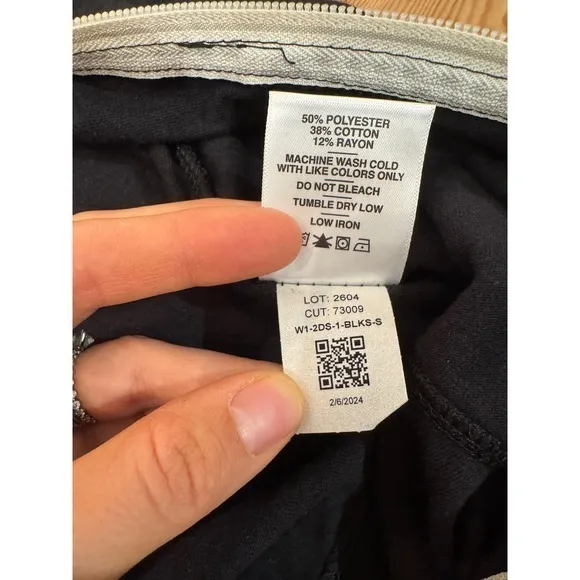 50% POLYESTER
38% COTTON
12% RAYON
MACHINE WASH COLD
WITH LIKE COLORS ONLY
DO NOT BLEACH
TUMBLE DRY LOW
LOW IRON
LOT: 2604
CUT: 73009
W1-2DS-1-BLKS-S
2/6/2024